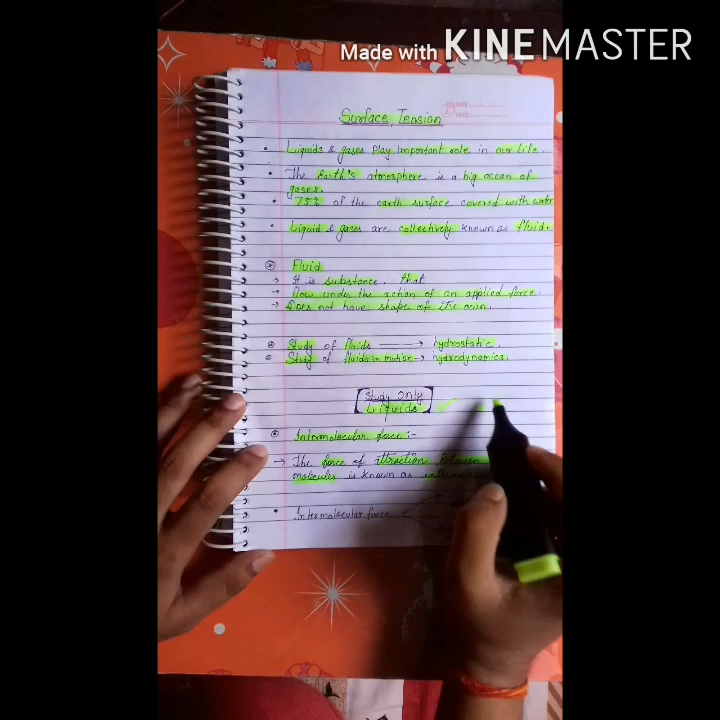 Made with KINEMASTER
Surface Tension
• Liquids & gases play important role in our life.
• The Earth's atmosphere is a big ocean of
gases.
• 75% of the earth surface covered with water
• Liquid & gases are collectively known as fluid.
Fluid
→ It is substance that
→ flow under the action of an applied force.
→ Does not have shape of its own.
Study of fluids → hydrostatic.
Study of fluids in motion → hydrodynamics.
Study Only
Liquids
Intermolecular force :-
→ The force of attraction between
molecules is known as
• Intermolecular force